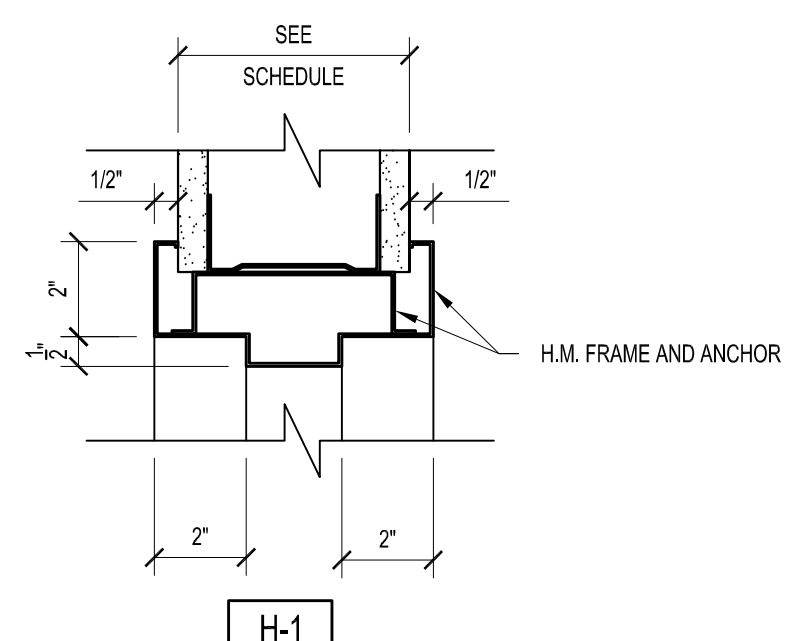 SEE
SCHEDULE
1/2"
1/2"
2"
1/2"
H.M. FRAME AND ANCHOR
2"
2"
H-1